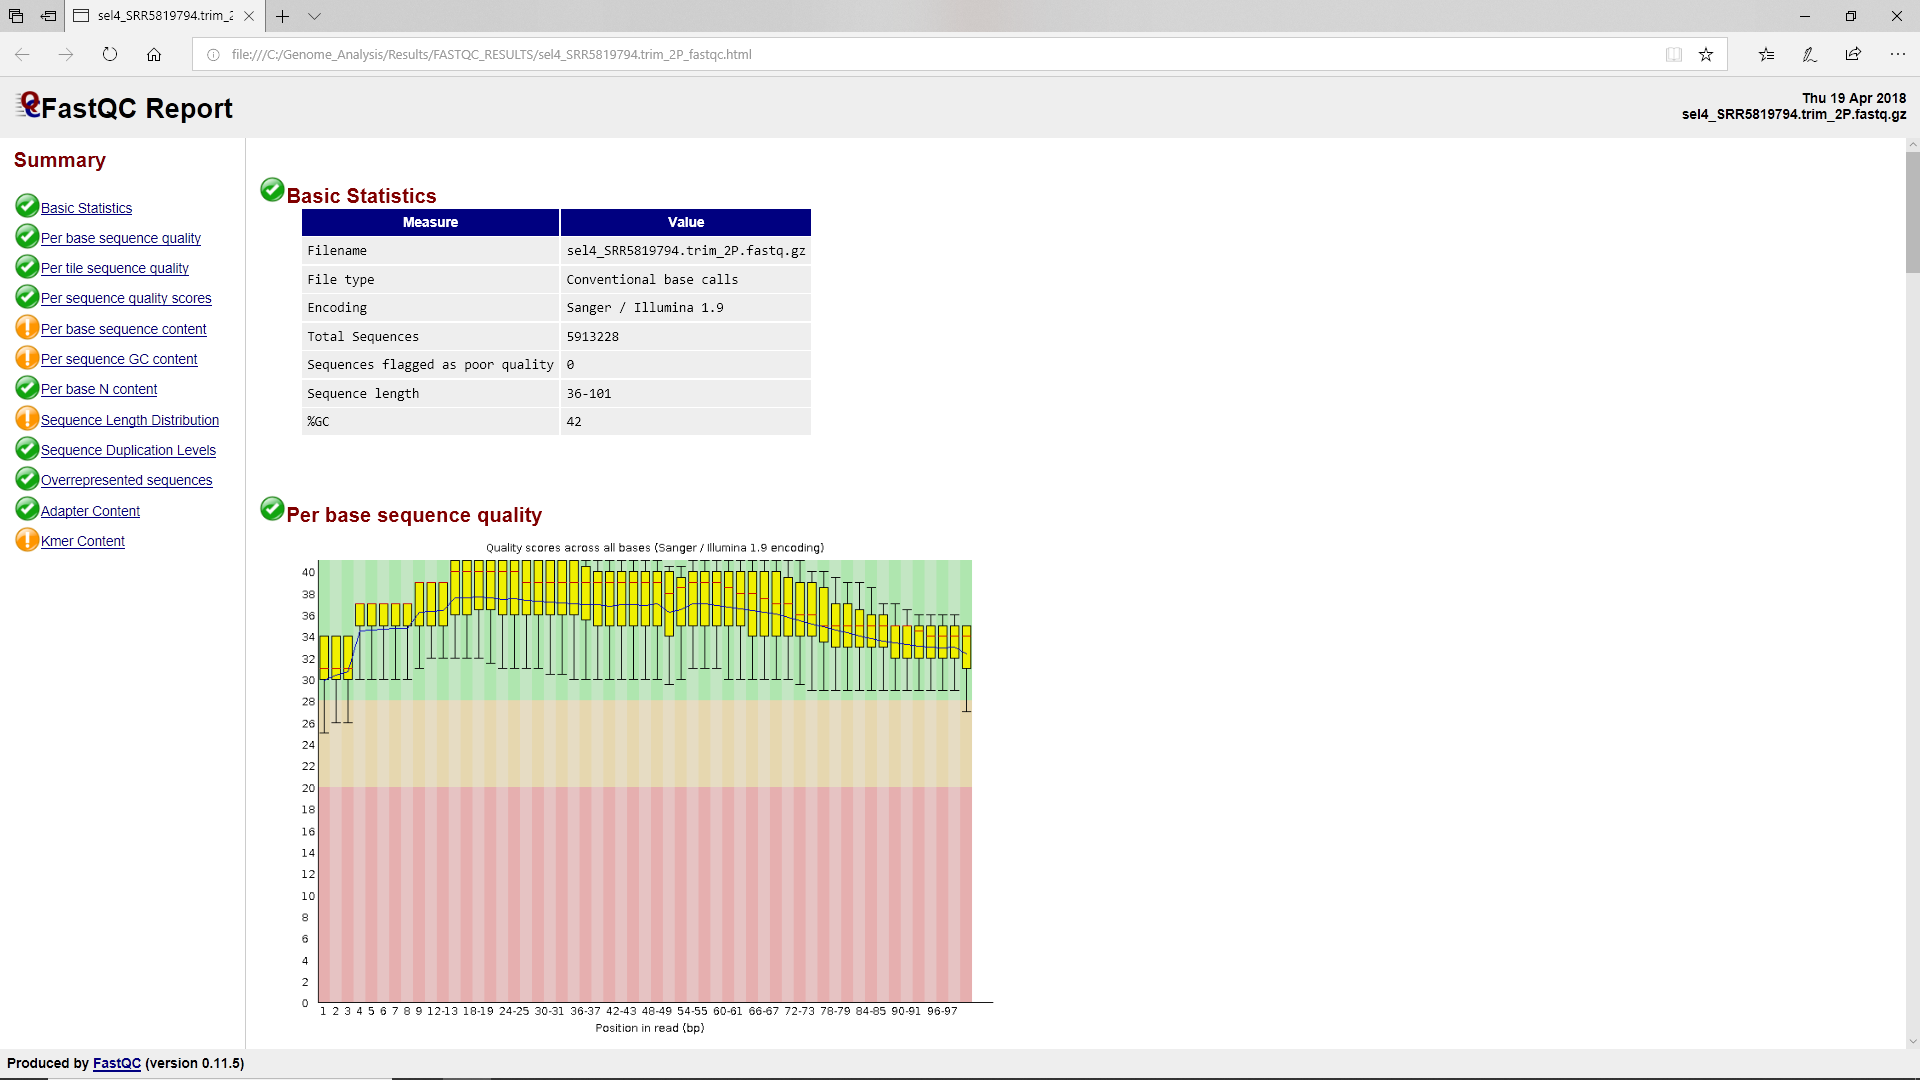 sel4_SRR5819794.trim_2
file:///C:/Genome_Analysis/Results/FASTQC_RESULTS/sel4_SRR5819794.trim_2P_fastqc.html
FastQC Report
Thu 19 Apr 2018
sel4_SRR5819794.trim_2P.fastq.gz
Summary
Basic Statistics
Per base sequence quality
Per tile sequence quality
Per sequence quality scores
Per base sequence content
Per sequence GC content
Per base N content
Sequence Length Distribution
Sequence Duplication Levels
Overrepresented sequences
Adapter Content
Kmer Content
Basic Statistics
Measure Value
Filename sel4_SRR5819794.trim_2P.fastq.gz
File type Conventional base calls
Encoding Sanger / Illumina 1.9
Total Sequences 5913228
Sequences flagged as poor quality 0
Sequence length 36-101
%GC 42
Per base sequence quality
Quality scores across all bases (Sanger / Illumina 1.9 encoding)
40
38
36
34
32
30
28
26
24
22
20
18
16
14
12
10
8
6
4
2
0
1 2 3 4 5 6 7 8 9 12-13 18-19 24-25 30-31 36-37 42-43 48-49 54-55 60-61 66-67 72-73 78-79 84-85 90-91 96-97
Position in read (bp)
Produced by FastQC (version 0.11.5)